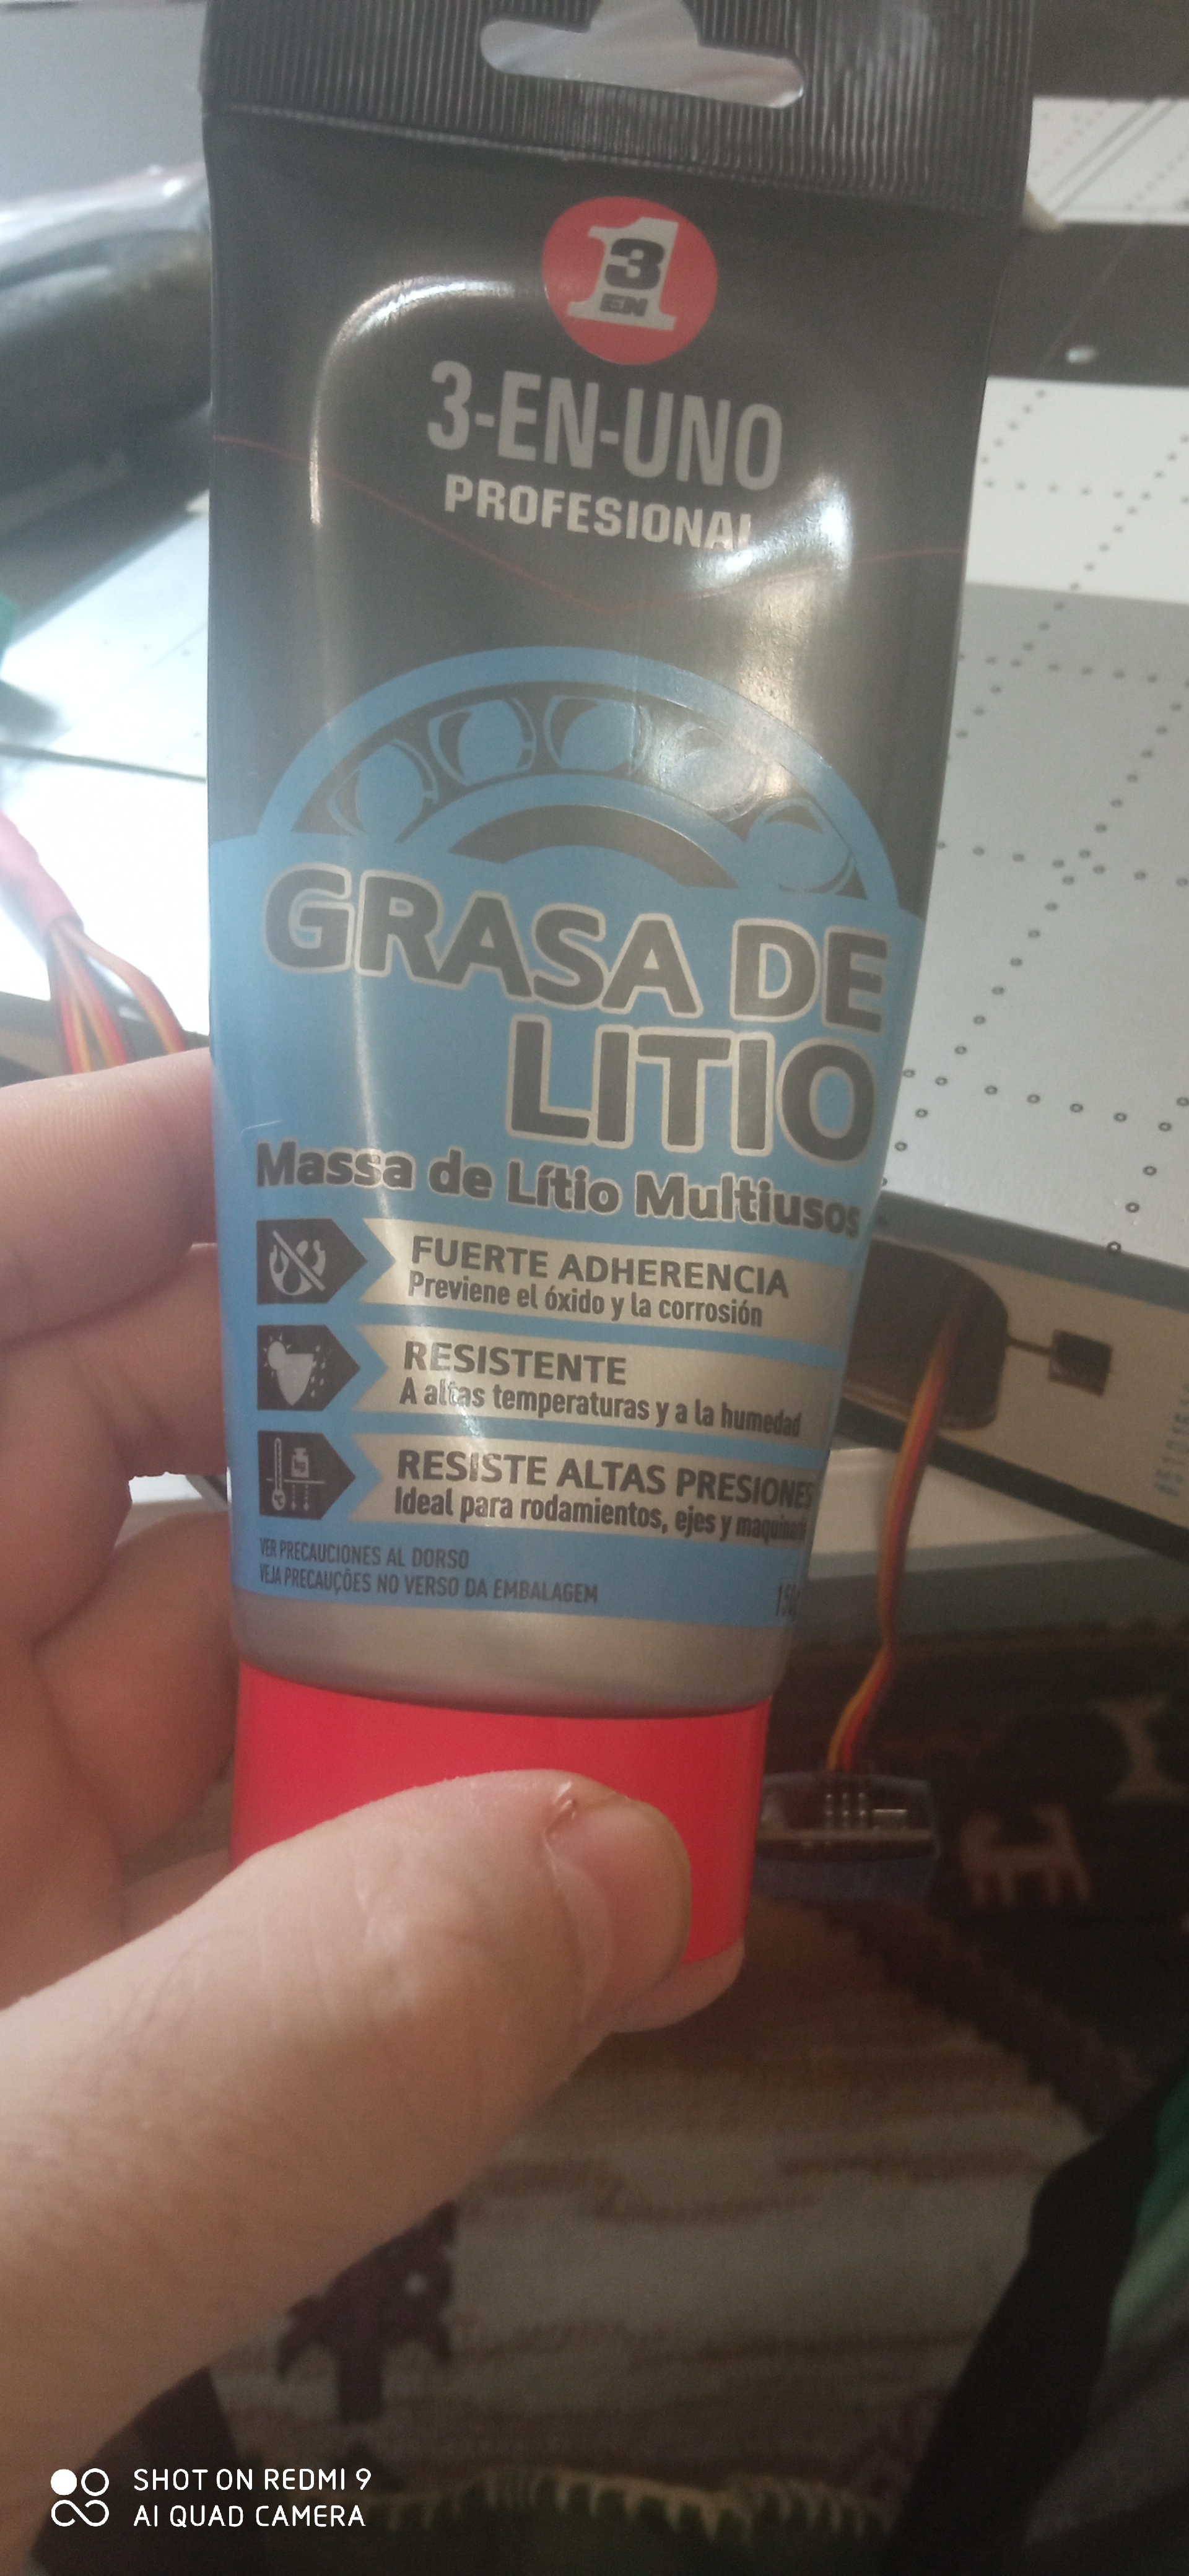 3
EN
1
3-EN-UNO
PROFESIONAL
GRASA DE
LITIO
Massa de Lítio Multiusos
FUERTE ADHERENCIA
Previene el óxido y la corrosión
RESISTENTE
A altas temperaturas y a la humedad
kg
RESISTE ALTAS PRESIONES
Ideal para rodamientos, ejes y maquinaria
VER PRECAUCIONES AL DORSO
VEJA PRECAUÇÕES NO VERSO DA EMBALAGEM
SHOT ON REDMI 9
AI QUAD CAMERA